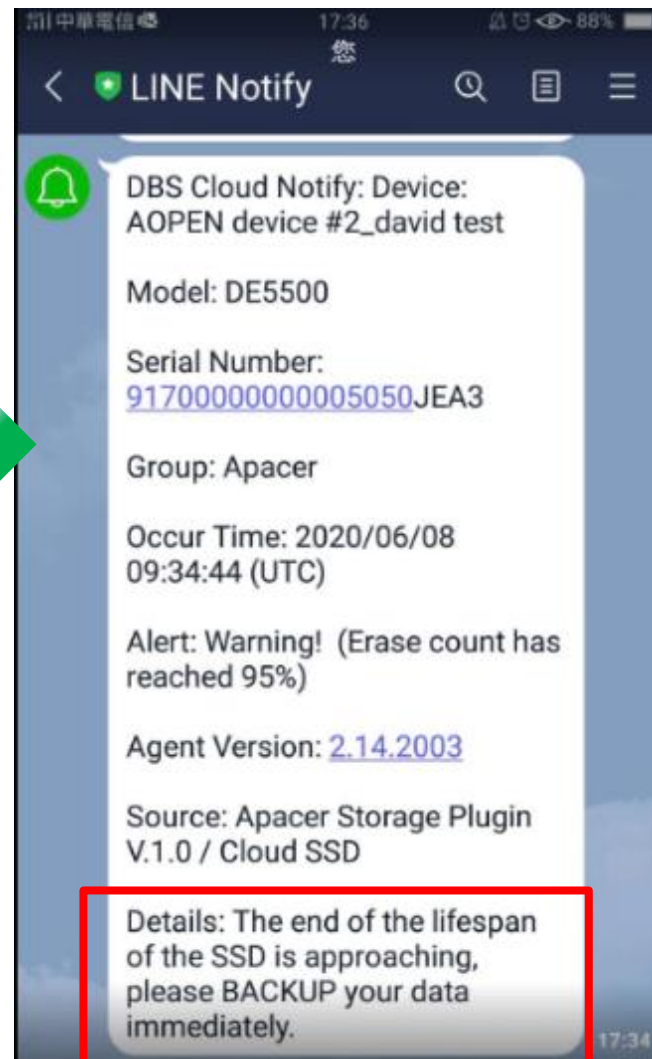 中華電信 17:36 88%
您
LINE Notify
DBS Cloud Notify: Device:
AOPEN device #2_david test
Model: DE5500
Serial Number:
91700000000005050JEA3
Group: Apacer
Occur Time: 2020/06/08
09:34:44 (UTC)
Alert: Warning! (Erase count has
reached 95%)
Agent Version: 2.14.2003
Source: Apacer Storage Plugin
V.1.0 / Cloud SSD
Details: The end of the lifespan
of the SSD is approaching,
please BACKUP your data
immediately.
17:34